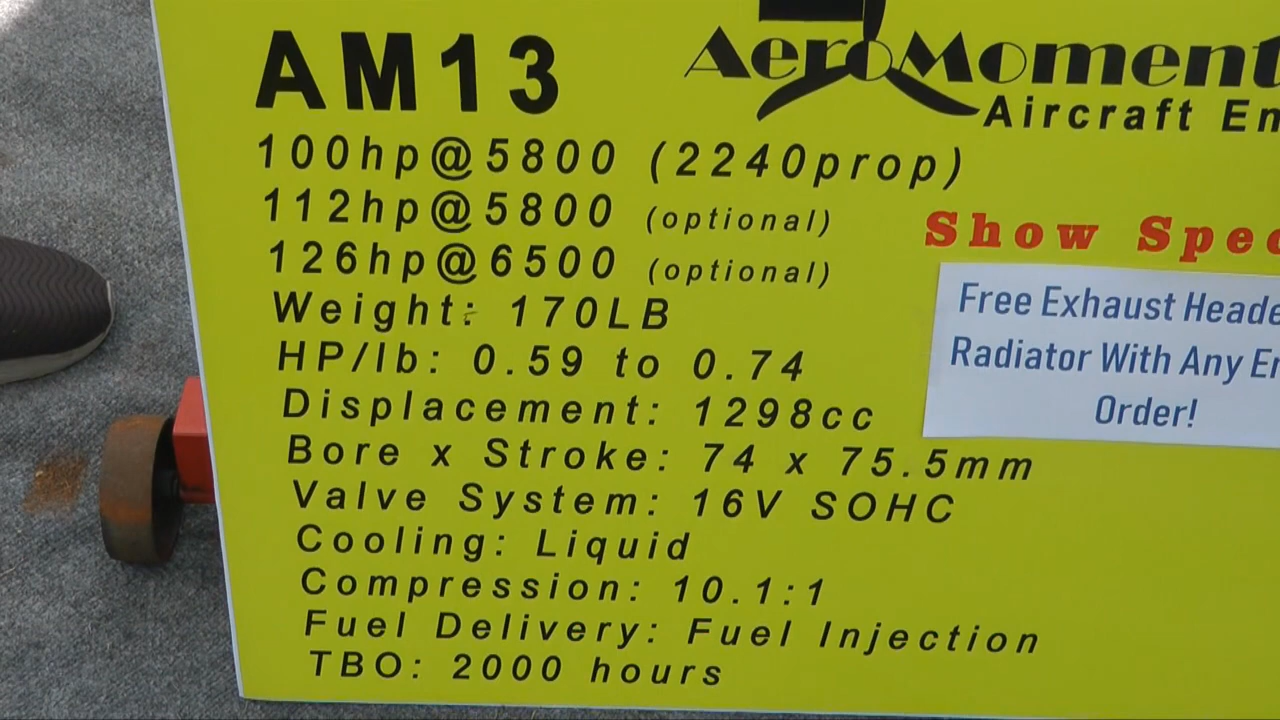 AM13
AeroMoment
Aircraft En
100hp@5800 (2240prop)
112hp@5800 (optional)
126hp@6500 (optional)
Weight: 170LB
HP/lb: 0.59 to 0.74
Displacement: 1298cc
Bore x Stroke: 74 x 75.5mm
Valve System: 16V SOHC
Cooling: Liquid
Compression: 10.1:1
Fuel Delivery: Fuel Injection
TBO: 2000 hours
Show Spec
Free Exhaust Heade
Radiator With Any En
Order!